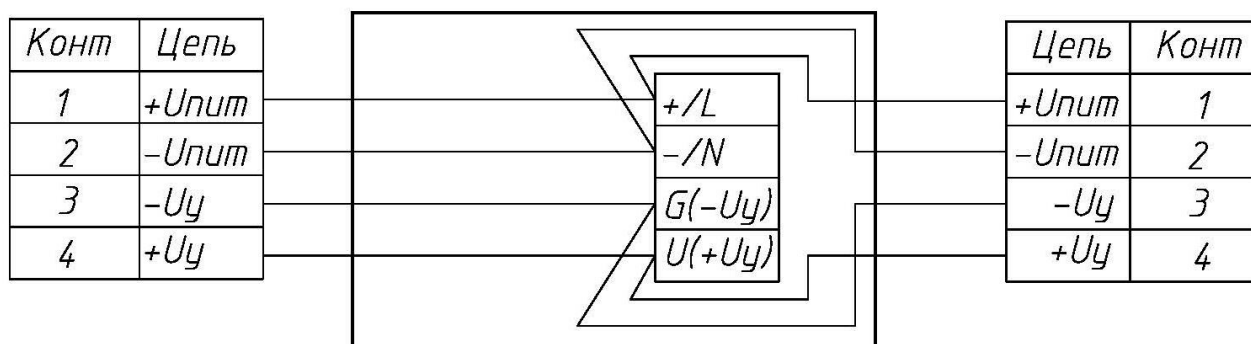 Конт Цепь
1 +Uпит
2 -Uпит
3 -Uу
4 +Uу
+/L
-/N
G(-Uу)
U(+Uу)
Цепь Конт
+Uпит 1
-Uпит 2
-Uу 3
+Uу 4